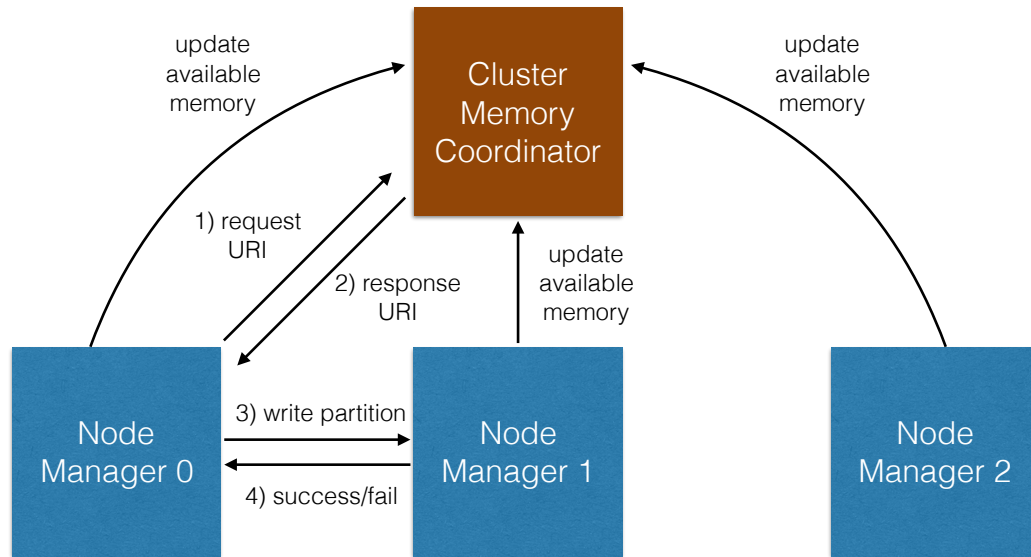 update
available
memory
Cluster
Memory
Coordinator
update
available
memory
1) request
URI
2) response
URI
update
available
memory
Node
Manager 0
3) write partition
4) success/fail
Node
Manager 1
Node
Manager 2